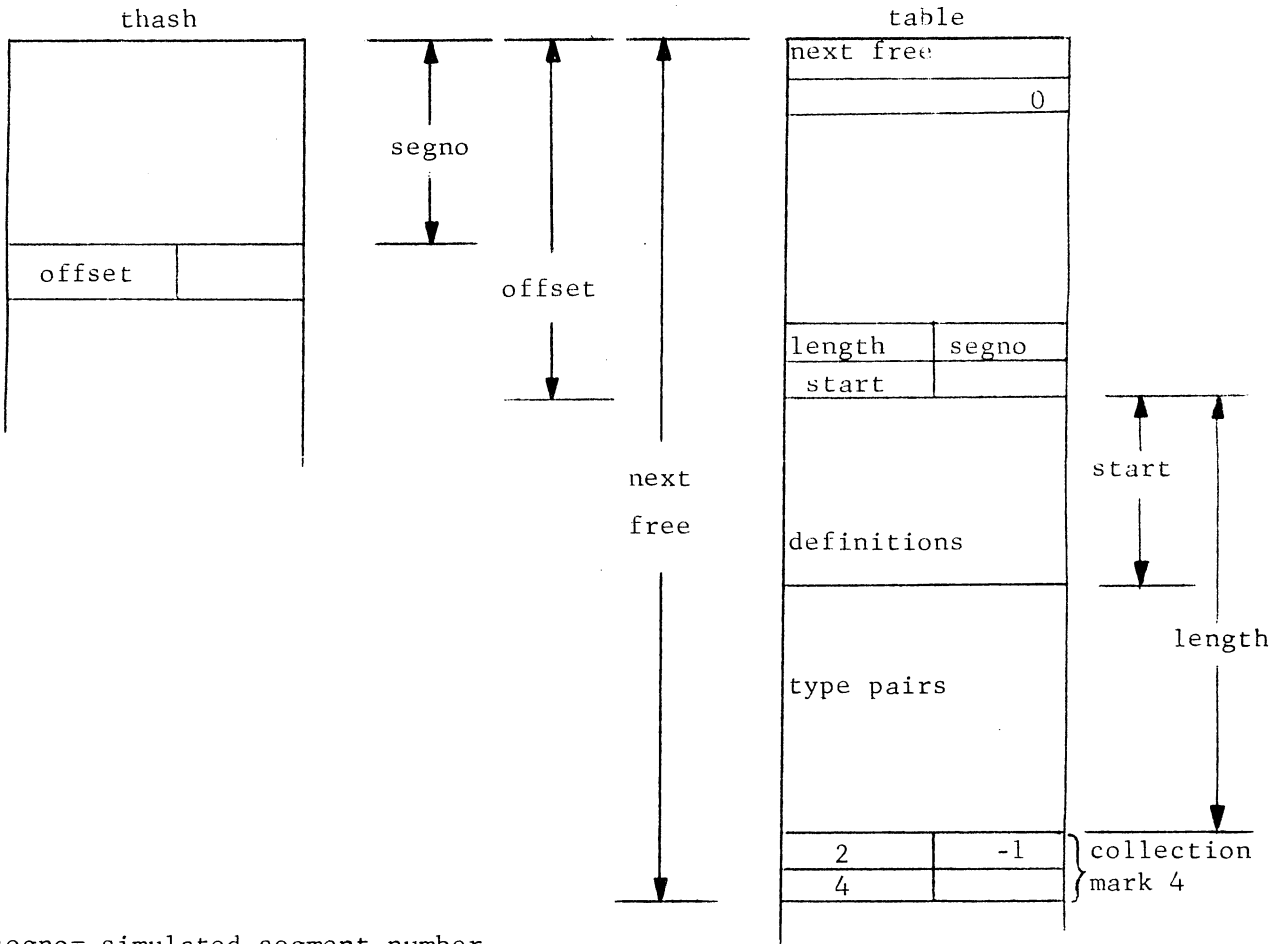 thash
table
next free
0
segno
offset
offset
length segno
start
next
free
start
definitions
length
type pairs
2 -1
4
collection
mark 4
segno= simulated segment number